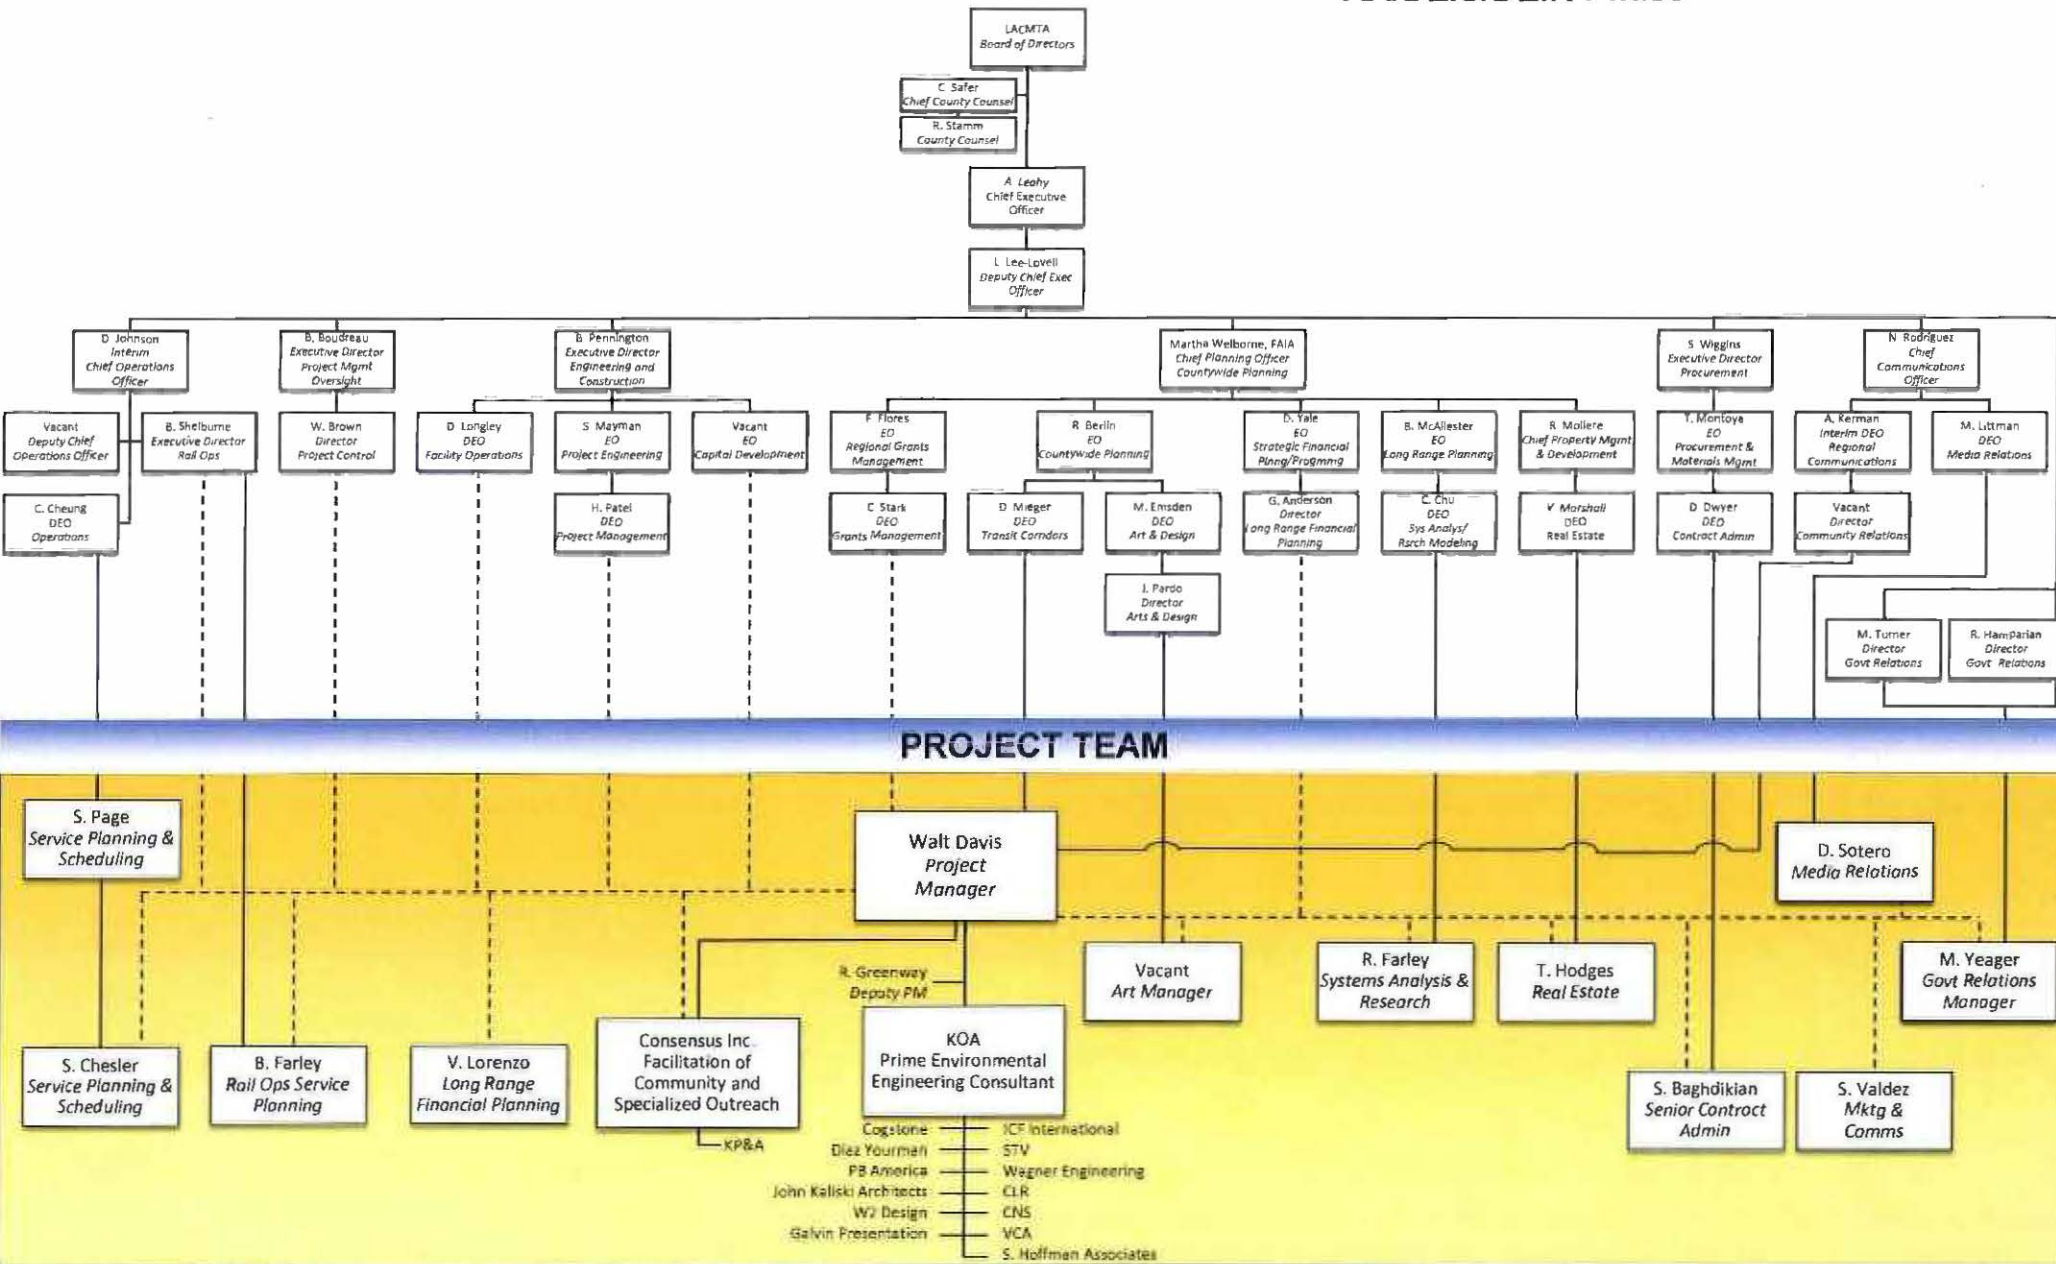 LACMTA
Board of Directors
C Safer
Chief County Counsel
R. Stamm
County Counsel
A Leahy
Chief Executive
Officer
L Lee-Lovell
Deputy Chief Exec
Officer
D Johnson
Interim
Chief Operations
Officer
B. Boudreau
Executive Director
Project Mgmt
Oversight
B Pennington
Executive Director
Engineering and
Construction
Martha Welborne, FAIA
Chief Planning Officer
Countywide Planning
S Wiggins
Executive Director
Procurement
N Rodriguez
Chief
Communications
Officer
Vacant
Deputy Chief
Operations Officer
B. Shelburne
Executive Director
Rail Ops
W. Brown
Director
Project Control
D Longley
DEO
Facility Operations
S Mayman
EO
Project Engineering
Vacant
EO
Capital Development
F Flores
EO
Regional Grants
Management
R Berlin
EO
Countywide Planning
D. Yale
EO
Strategic Financial
Plnng/Progmmg
B. McAllester
EO
Long Range Planning
R Moliere
Chief Property Mgmt
& Development
T. Montoya
EO
Procurement &
Materials Mgmt
A. Kerman
Interim DEO
Regional
Communications
M. Littman
DEO
Media Relations
C. Cheung
DEO
Operations
H. Patel
DEO
Project Management
C Stark
DEO
Grants Management
D Mieger
DEO
Transit Corridors
M. Emsden
DEO
Art & Design
G. Anderson
Director
Long Range Financial
Planning
C. Chu
DEO
Sys Analys/
Rsrch Modeling
V Marshall
DEO
Real Estate
D Dwyer
DEO
Contract Admin
Vacant
Director
Community Relations
J. Pardo
Director
Arts & Design
M. Turner
Director
Govt Relations
R. Hamparian
Director
Govt Relations
PROJECT TEAM
S. Page
Service Planning &
Scheduling
Walt Davis
Project
Manager
D. Sotero
Media Relations
R. Greenway
Deputy PM
Vacant
Art Manager
R. Farley
Systems Analysis &
Research
T. Hodges
Real Estate
M. Yeager
Govt Relations
Manager
S. Chesler
Service Planning &
Scheduling
B. Farley
Rail Ops Service
Planning
V. Lorenzo
Long Range
Financial Planning
Consensus Inc.
Facilitation of
Community and
Specialized Outreach
KP&A
KOA
Prime Environmental
Engineering Consultant
S. Baghdikian
Senior Contract
Admin
S. Valdez
Mktg &
Comms
Cogstone
ICF International
Diaz Yourman
STV
PB America
Wagner Engineering
John Kaliski Architects
CLR
W2 Design
CNS
Galvin Presentation
VCA
S. Hoffman Associates